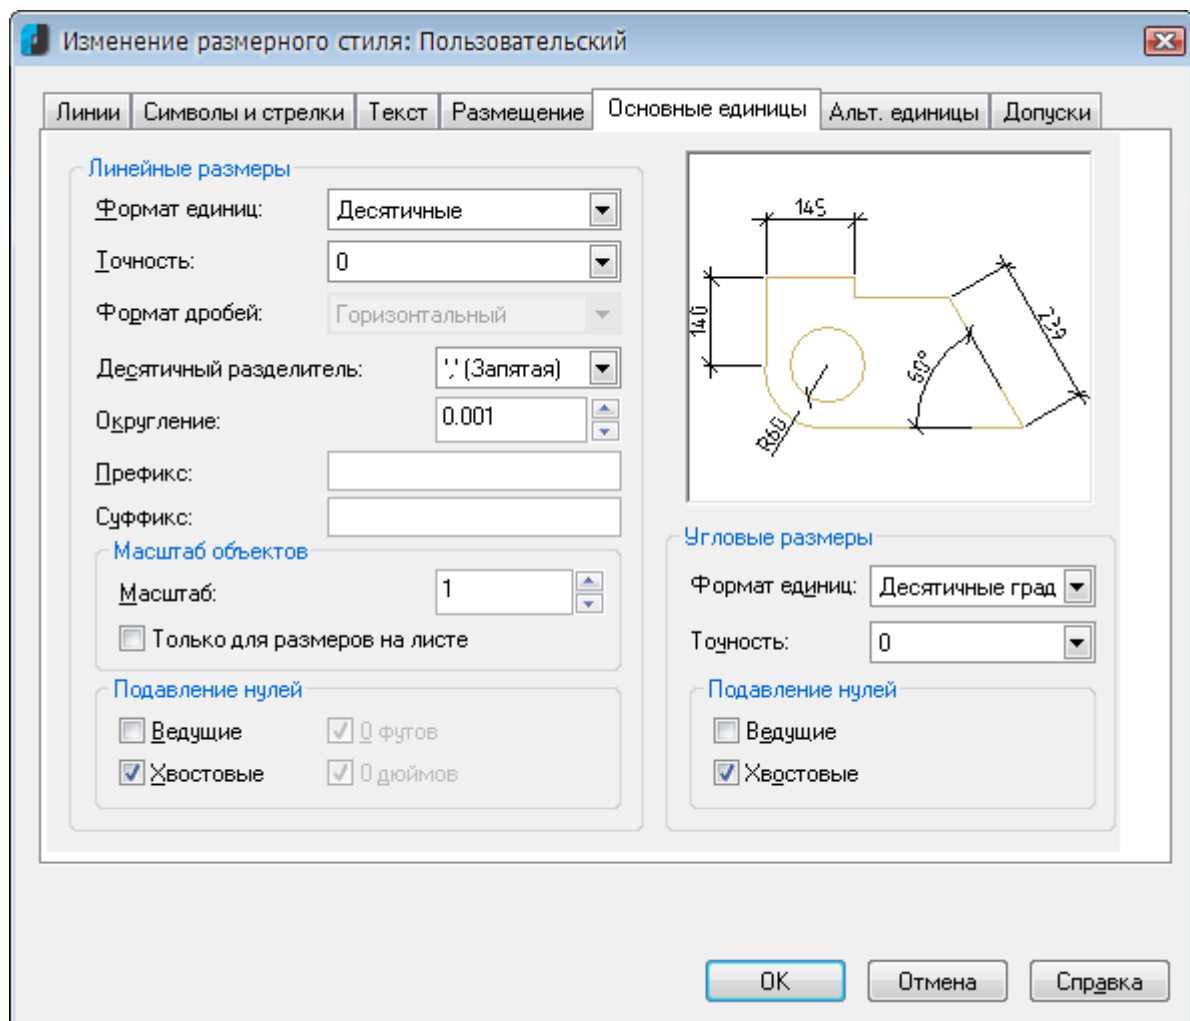 Изменение размерного стиля: Пользовательский
Линии Символы и стрелки Текст Размещение Основные единицы Альт. единицы Допуски
Линейные размеры
Формат единиц: Десятичные
Точность: 0
Формат дробей: Горизонтальный
Десятичный разделитель: ',' (Запятая)
Округление: 0.001
Префикс:
Суффикс:
Масштаб объектов
Масштаб: 1
Только для размеров на листе
Подавление нулей
Ведущие 0 футов
Хвостовые 0 дюймов
145
140
239
60°
R60
Угловые размеры
Формат единиц: Десятичные град
Точность: 0
Подавление нулей
Ведущие
Хвостовые
OK Отмена Справка